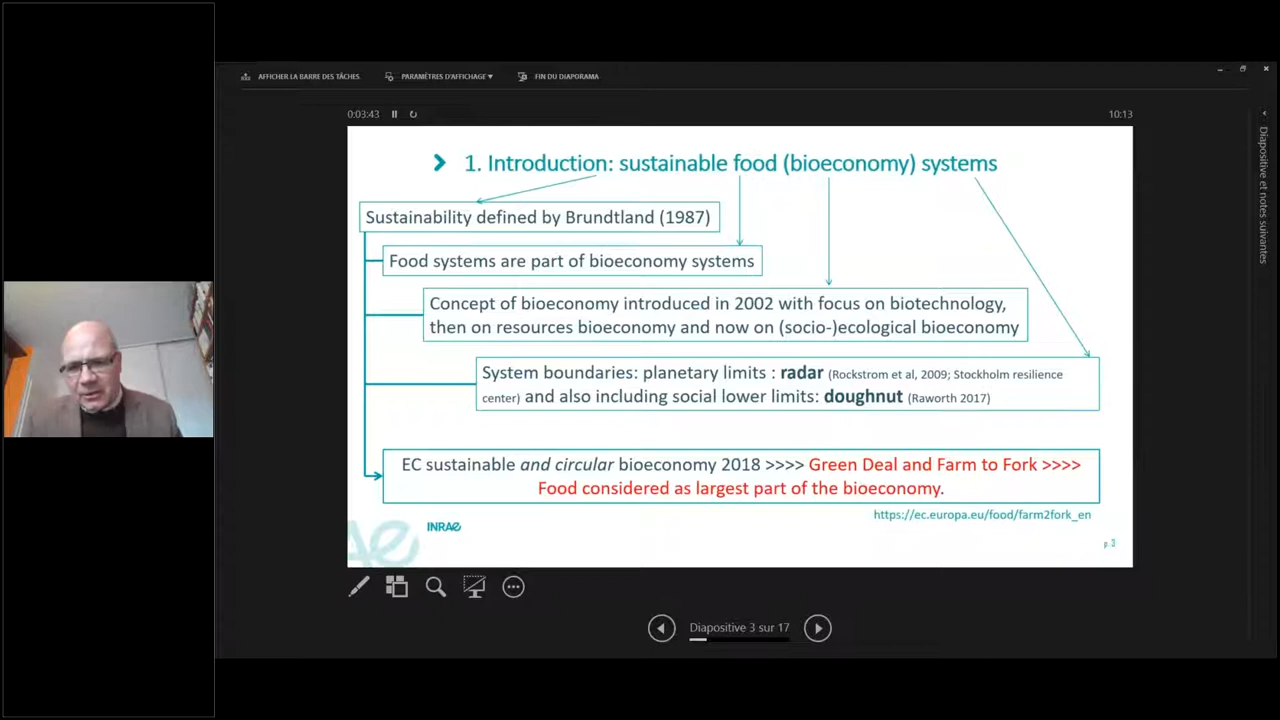 AFFICHER LA BARRE DES TÂCHES PARAMÈTRES D'AFFICHAGE ▾ FIN DU DIAPORAMA
0:03:43 10:13
1. Introduction: sustainable food (bioeconomy) systems
Sustainability defined by Brundtland (1987)
Food systems are part of bioeconomy systems
Concept of bioeconomy introduced in 2002 with focus on biotechnology,
then on resources bioeconomy and now on (socio-)ecological bioeconomy
System boundaries: planetary limits : radar (Rockstrom et al, 2009; Stockholm resilience
center) and also including social lower limits: doughnut (Raworth 2017)
EC sustainable and circular bioeconomy 2018 >>>> Green Deal and Farm to Fork >>>>
Food considered as largest part of the bioeconomy.
https://ec.europa.eu/food/farm2fork_en
INRAE
p. 3
Diapositive 3 sur 17
Diapositive et notes suivantes